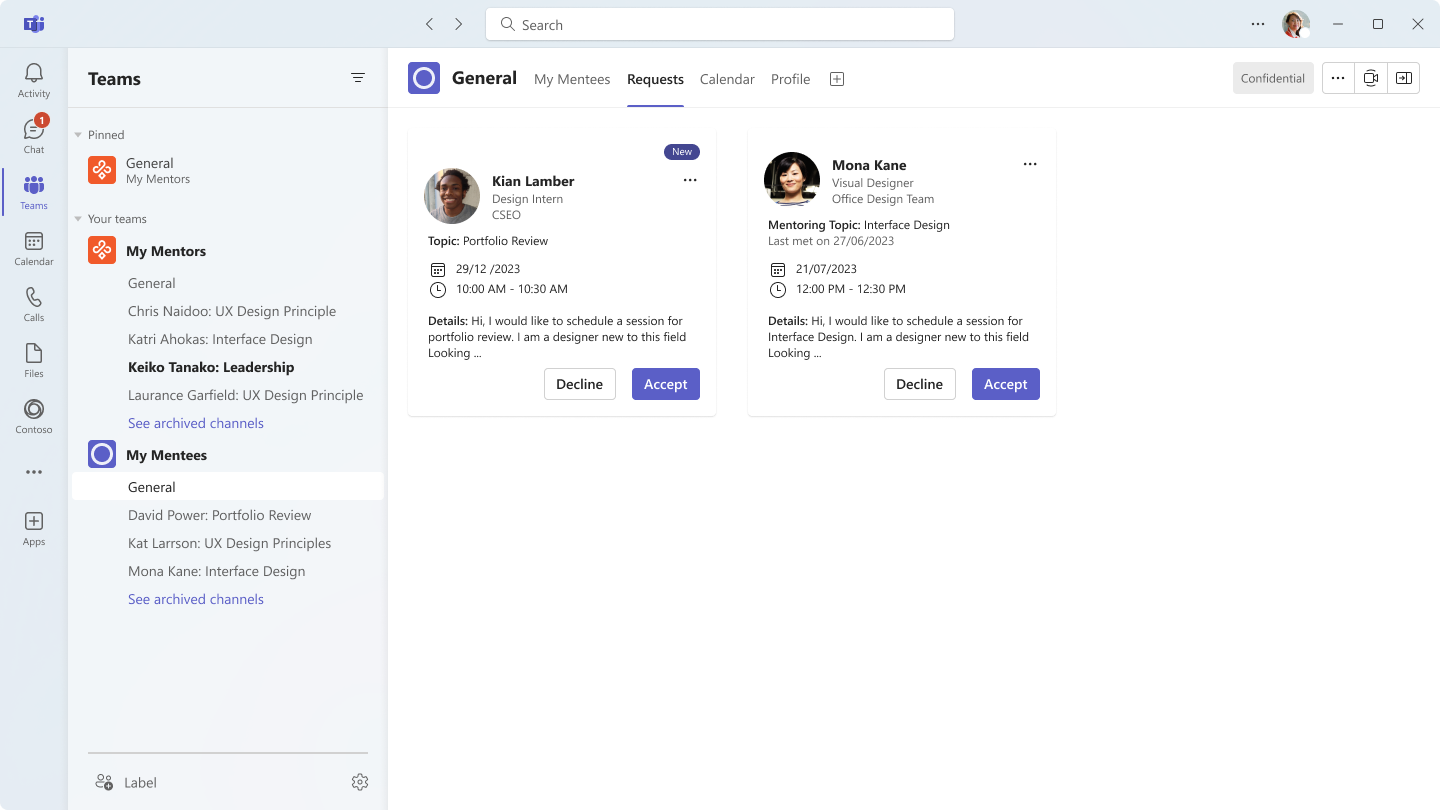 Search
Activity
1
Chat
Teams
Calendar
Calls
Files
Contoso
Apps
Teams
Pinned
General
My Mentors
Your teams
My Mentors
General
Chris Naidoo: UX Design Principle
Katri Ahokas: Interface Design
Keiko Tanako: Leadership
Laurance Garfield: UX Design Principle
See archived channels
My Mentees
General
David Power: Portfolio Review
Kat Larrson: UX Design Principles
Mona Kane: Interface Design
See archived channels
Label
General My Mentees Requests Calendar Profile
Confidential
New
Kian Lamber
Design Intern
CSEO
Topic: Portfolio Review
29/12 /2023
10:00 AM - 10:30 AM
Details: Hi, I would like to schedule a session for
portfolio review. I am a designer new to this field
Looking ...
Decline Accept
Mona Kane
Visual Designer
Office Design Team
Mentoring Topic: Interface Design
Last met on 27/06/2023
21/07/2023
12:00 PM - 12:30 PM
Details: Hi, I would like to schedule a session for
Interface Design. I am a designer new to this field
Looking ...
Decline Accept